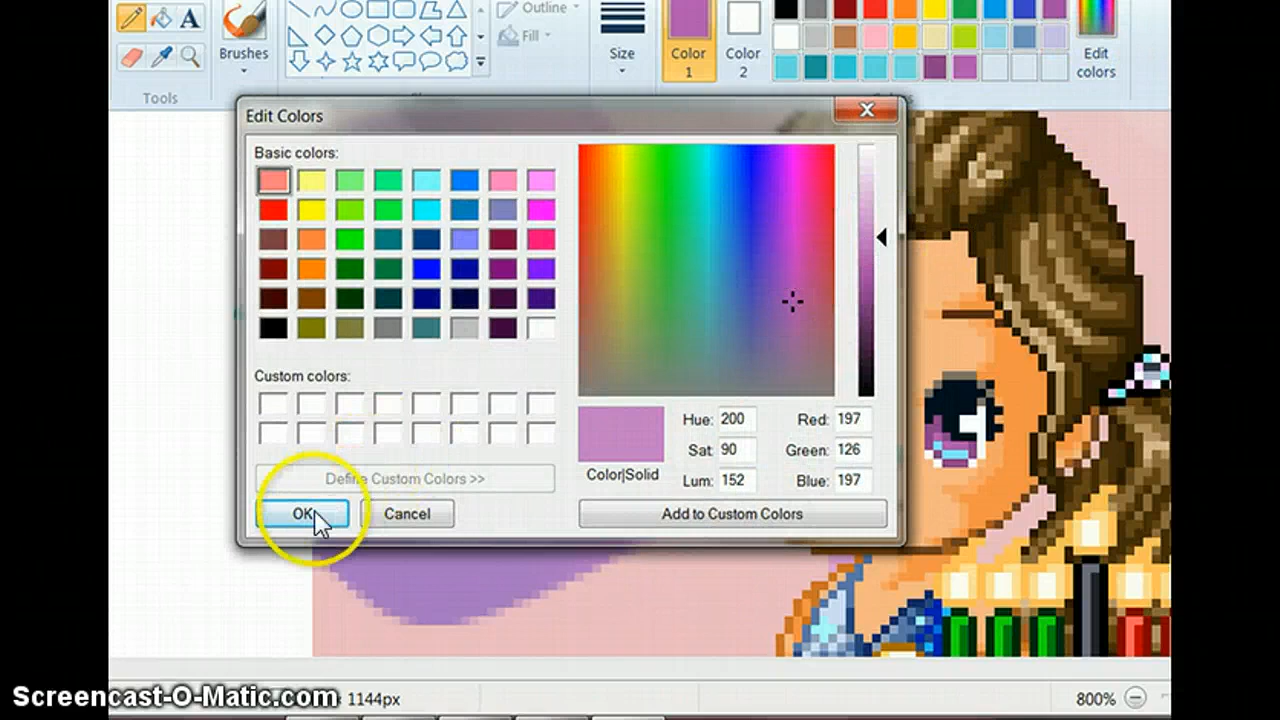 A
Outline
Fill
Brushes
Size
Color 1
Color 2
Edit colors
Tools
Edit Colors
Basic colors:
Custom colors:
Define Custom Colors >>
OK
Cancel
Color|Solid
Hue: 200
Sat: 90
Lum: 152
Red: 197
Green: 126
Blue: 197
Add to Custom Colors
Screencast-O-Matic.com
1144px
800%